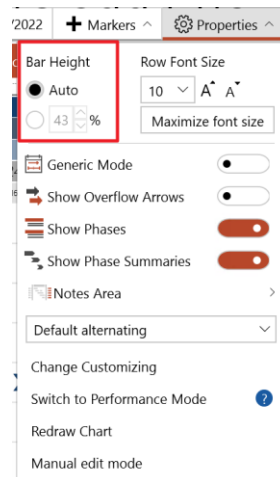 /2022 + Markers Properties
Bar Height Row Font Size
Auto 10 A A
43 % Maximize font size
Generic Mode
Show Overflow Arrows
Show Phases
Show Phase Summaries
Notes Area
Default alternating
Change Customizing
Switch to Performance Mode ?
Redraw Chart
Manual edit mode